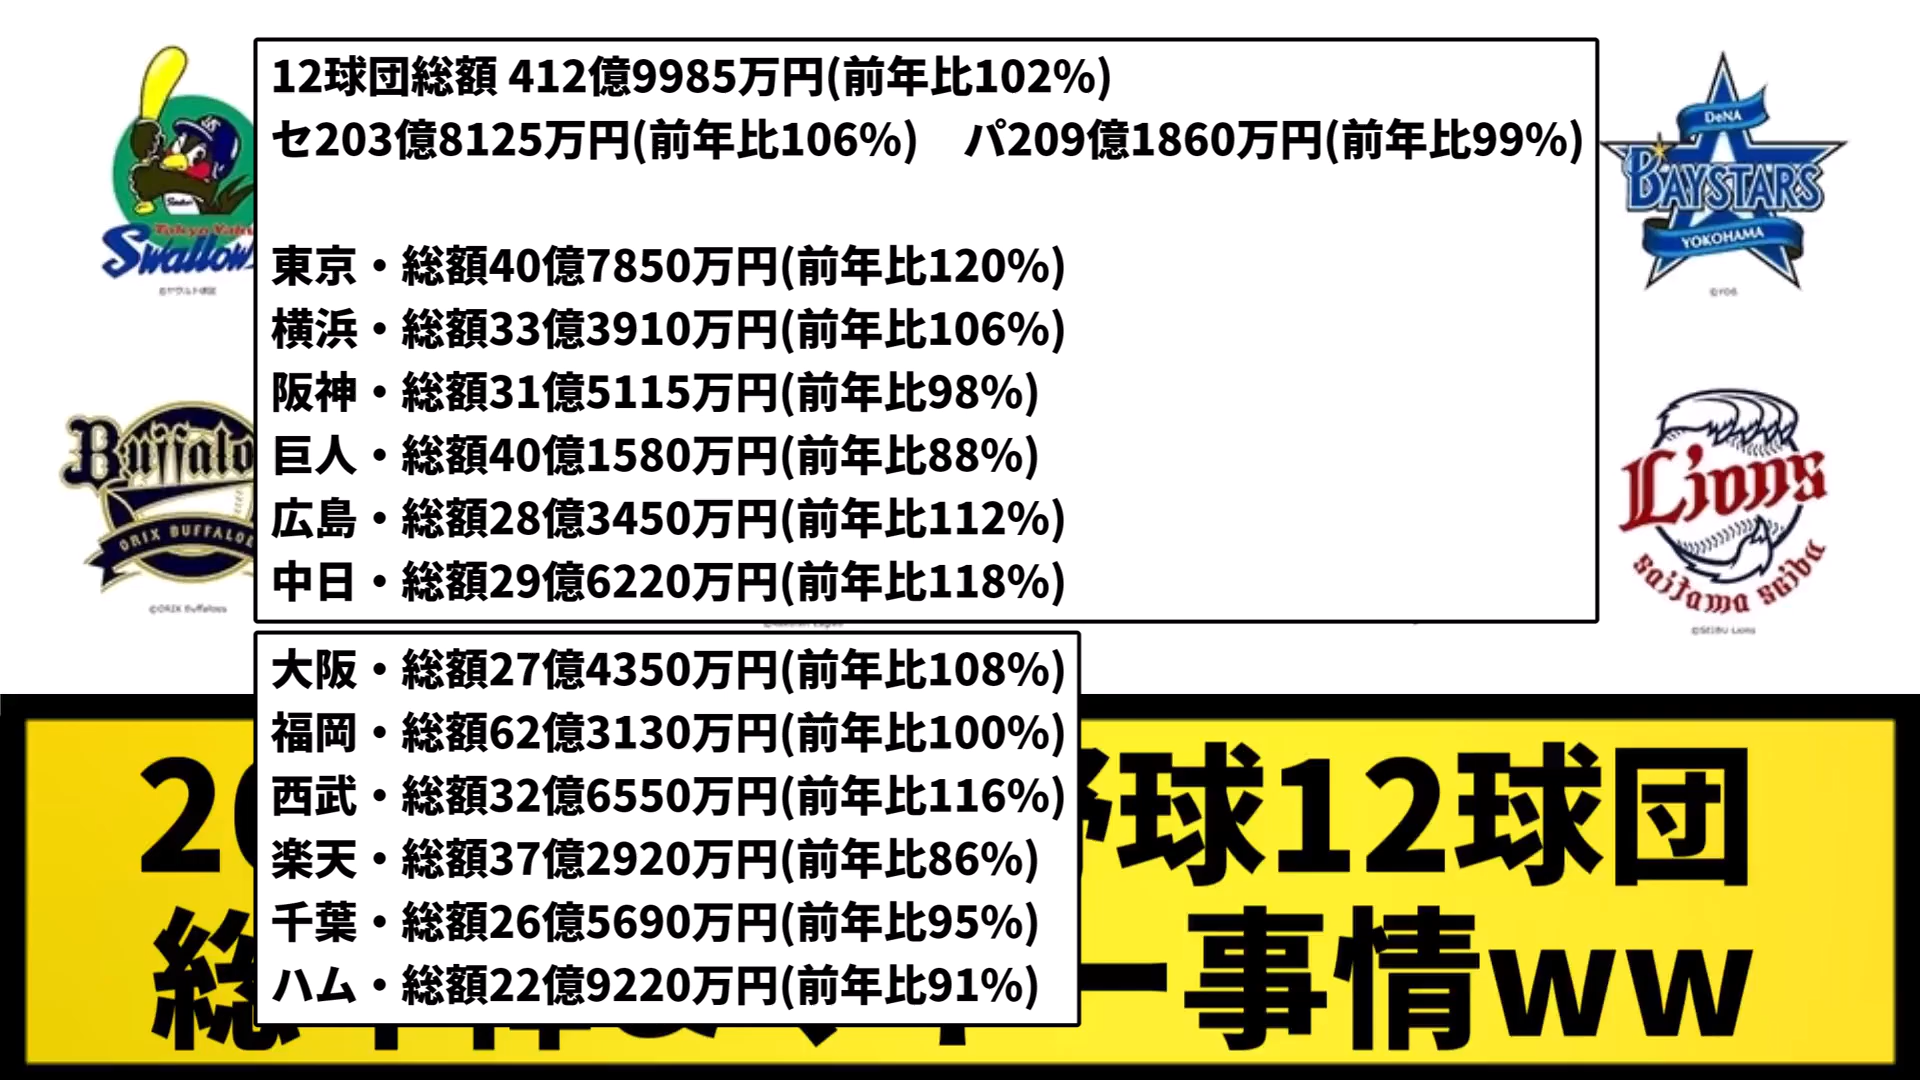 12球団総額 412億9985万円(前年比102%)
セ203億8125万円(前年比106%)　パ209億1860万円(前年比99%)
東京・総額40億7850万円(前年比120%)
横浜・総額33億3910万円(前年比106%)
阪神・総額31億5115万円(前年比98%)
巨人・総額40億1580万円(前年比88%)
広島・総額28億3450万円(前年比112%)
中日・総額29億6220万円(前年比118%)
大阪・総額27億4350万円(前年比108%)
福岡・総額62億3130万円(前年比100%)
西武・総額32億6550万円(前年比116%)
楽天・総額37億2920万円(前年比86%)
千葉・総額26億5690万円(前年比95%)
ハム・総額22億9220万円(前年比91%)
Swallow
DeNA
BAYSTARS
YOKOHAMA
©YDB
Buffalo
ORIX BUFFALOE
©ORIX Buffaloes
Lions
saitama seibu
©SEIBU Lions
球12球団
ー事情ww